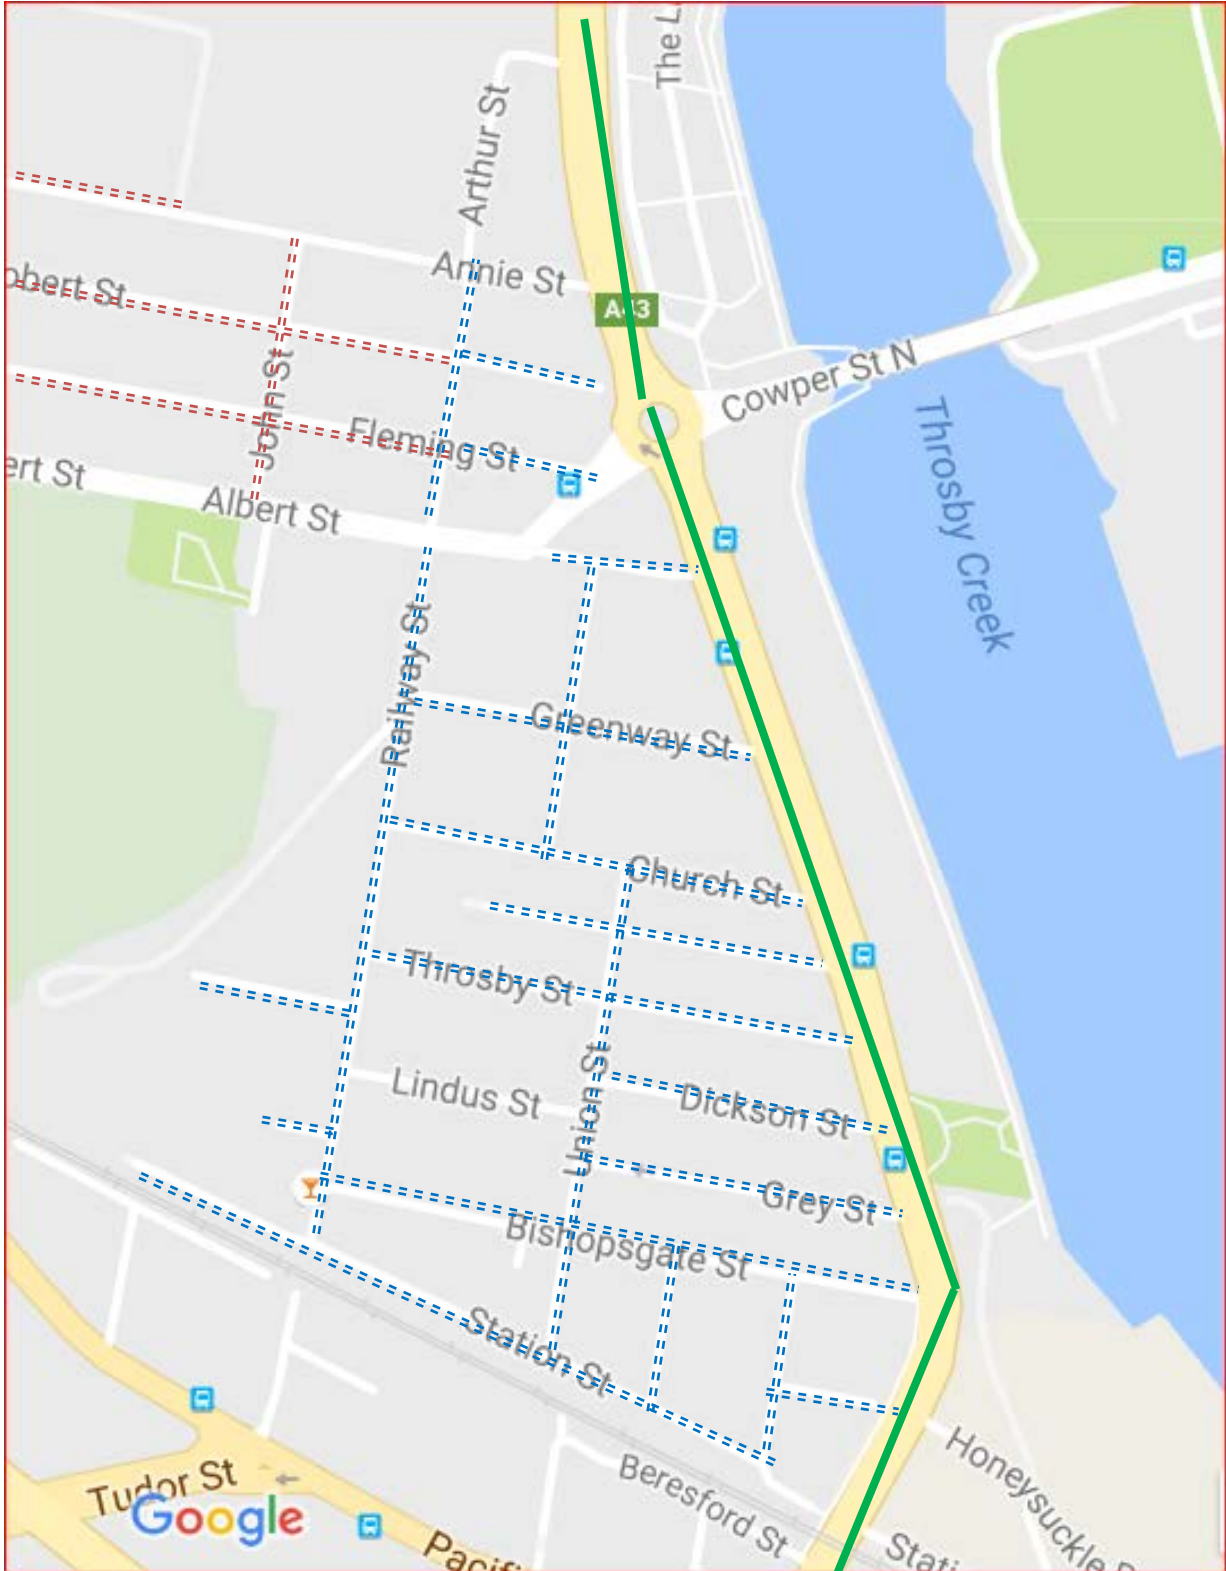 The L
Arthur St
Annie St
obert St
A43
John St
Cowper St N
Fleming St
ert St
Albert St
Throsby Creek
Railway St
Greenway St
Church St
Throsby St
Union St
Lindus St
Dickson St
Grey St
Bishopsgate St
Station St
Honeysuckle
Beresford St
Tudor St
Google
Pacifi
Stati